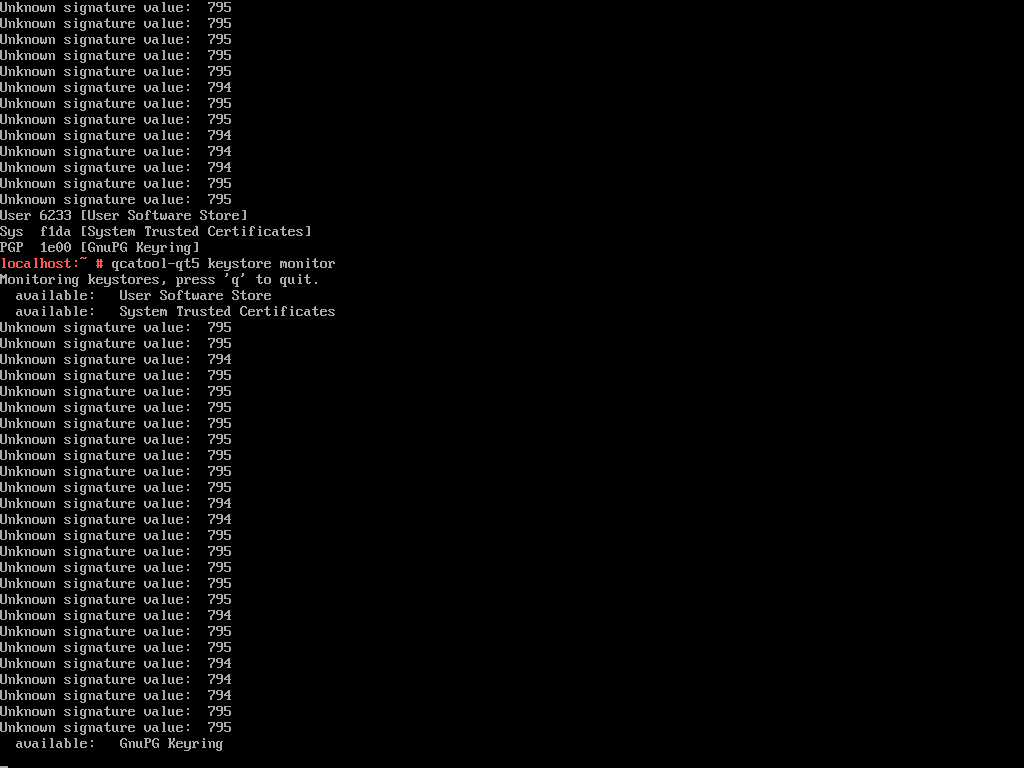 Unknown signature value:  795
Unknown signature value:  795
Unknown signature value:  795
Unknown signature value:  795
Unknown signature value:  795
Unknown signature value:  794
Unknown signature value:  795
Unknown signature value:  795
Unknown signature value:  794
Unknown signature value:  794
Unknown signature value:  794
Unknown signature value:  795
Unknown signature value:  795
User 6233 [User Software Store]
Sys  f1da [System Trusted Certificates]
PGP  1e00 [GnuPG Keyring]
localhost:~ # qcatool-qt5 keystore monitor
Monitoring keystores, press 'q' to quit.
  available:   User Software Store
  available:   System Trusted Certificates
Unknown signature value:  795
Unknown signature value:  795
Unknown signature value:  794
Unknown signature value:  795
Unknown signature value:  795
Unknown signature value:  795
Unknown signature value:  795
Unknown signature value:  795
Unknown signature value:  795
Unknown signature value:  795
Unknown signature value:  795
Unknown signature value:  794
Unknown signature value:  794
Unknown signature value:  795
Unknown signature value:  795
Unknown signature value:  795
Unknown signature value:  795
Unknown signature value:  795
Unknown signature value:  794
Unknown signature value:  795
Unknown signature value:  795
Unknown signature value:  794
Unknown signature value:  794
Unknown signature value:  794
Unknown signature value:  795
Unknown signature value:  795
  available:   GnuPG Keyring